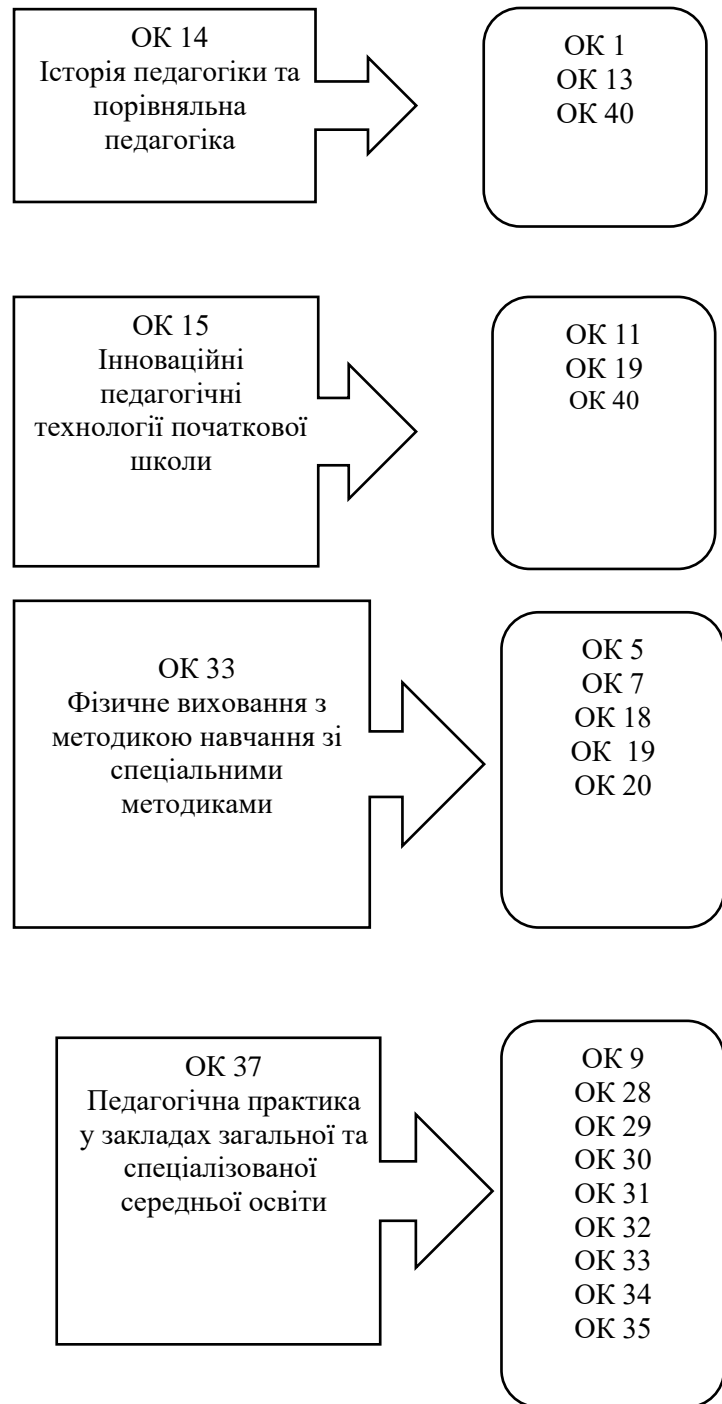 ОК 14
Історія педагогіки та
порівняльна
педагогіка
ОК 1
ОК 13
ОК 40
ОК 15
Інноваційні
педагогічні
технології початкової
школи
ОК 11
ОК 19
ОК 40
ОК 33
Фізичне виховання з
методикою навчання зі
спеціальними
методиками
ОК 5
ОК 7
ОК 18
ОК 19
ОК 20
ОК 37
Педагогічна практика
у закладах загальної та
спеціалізованої
середньої освіти
ОК 9
ОК 28
ОК 29
ОК 30
ОК 31
ОК 32
ОК 33
ОК 34
ОК 35